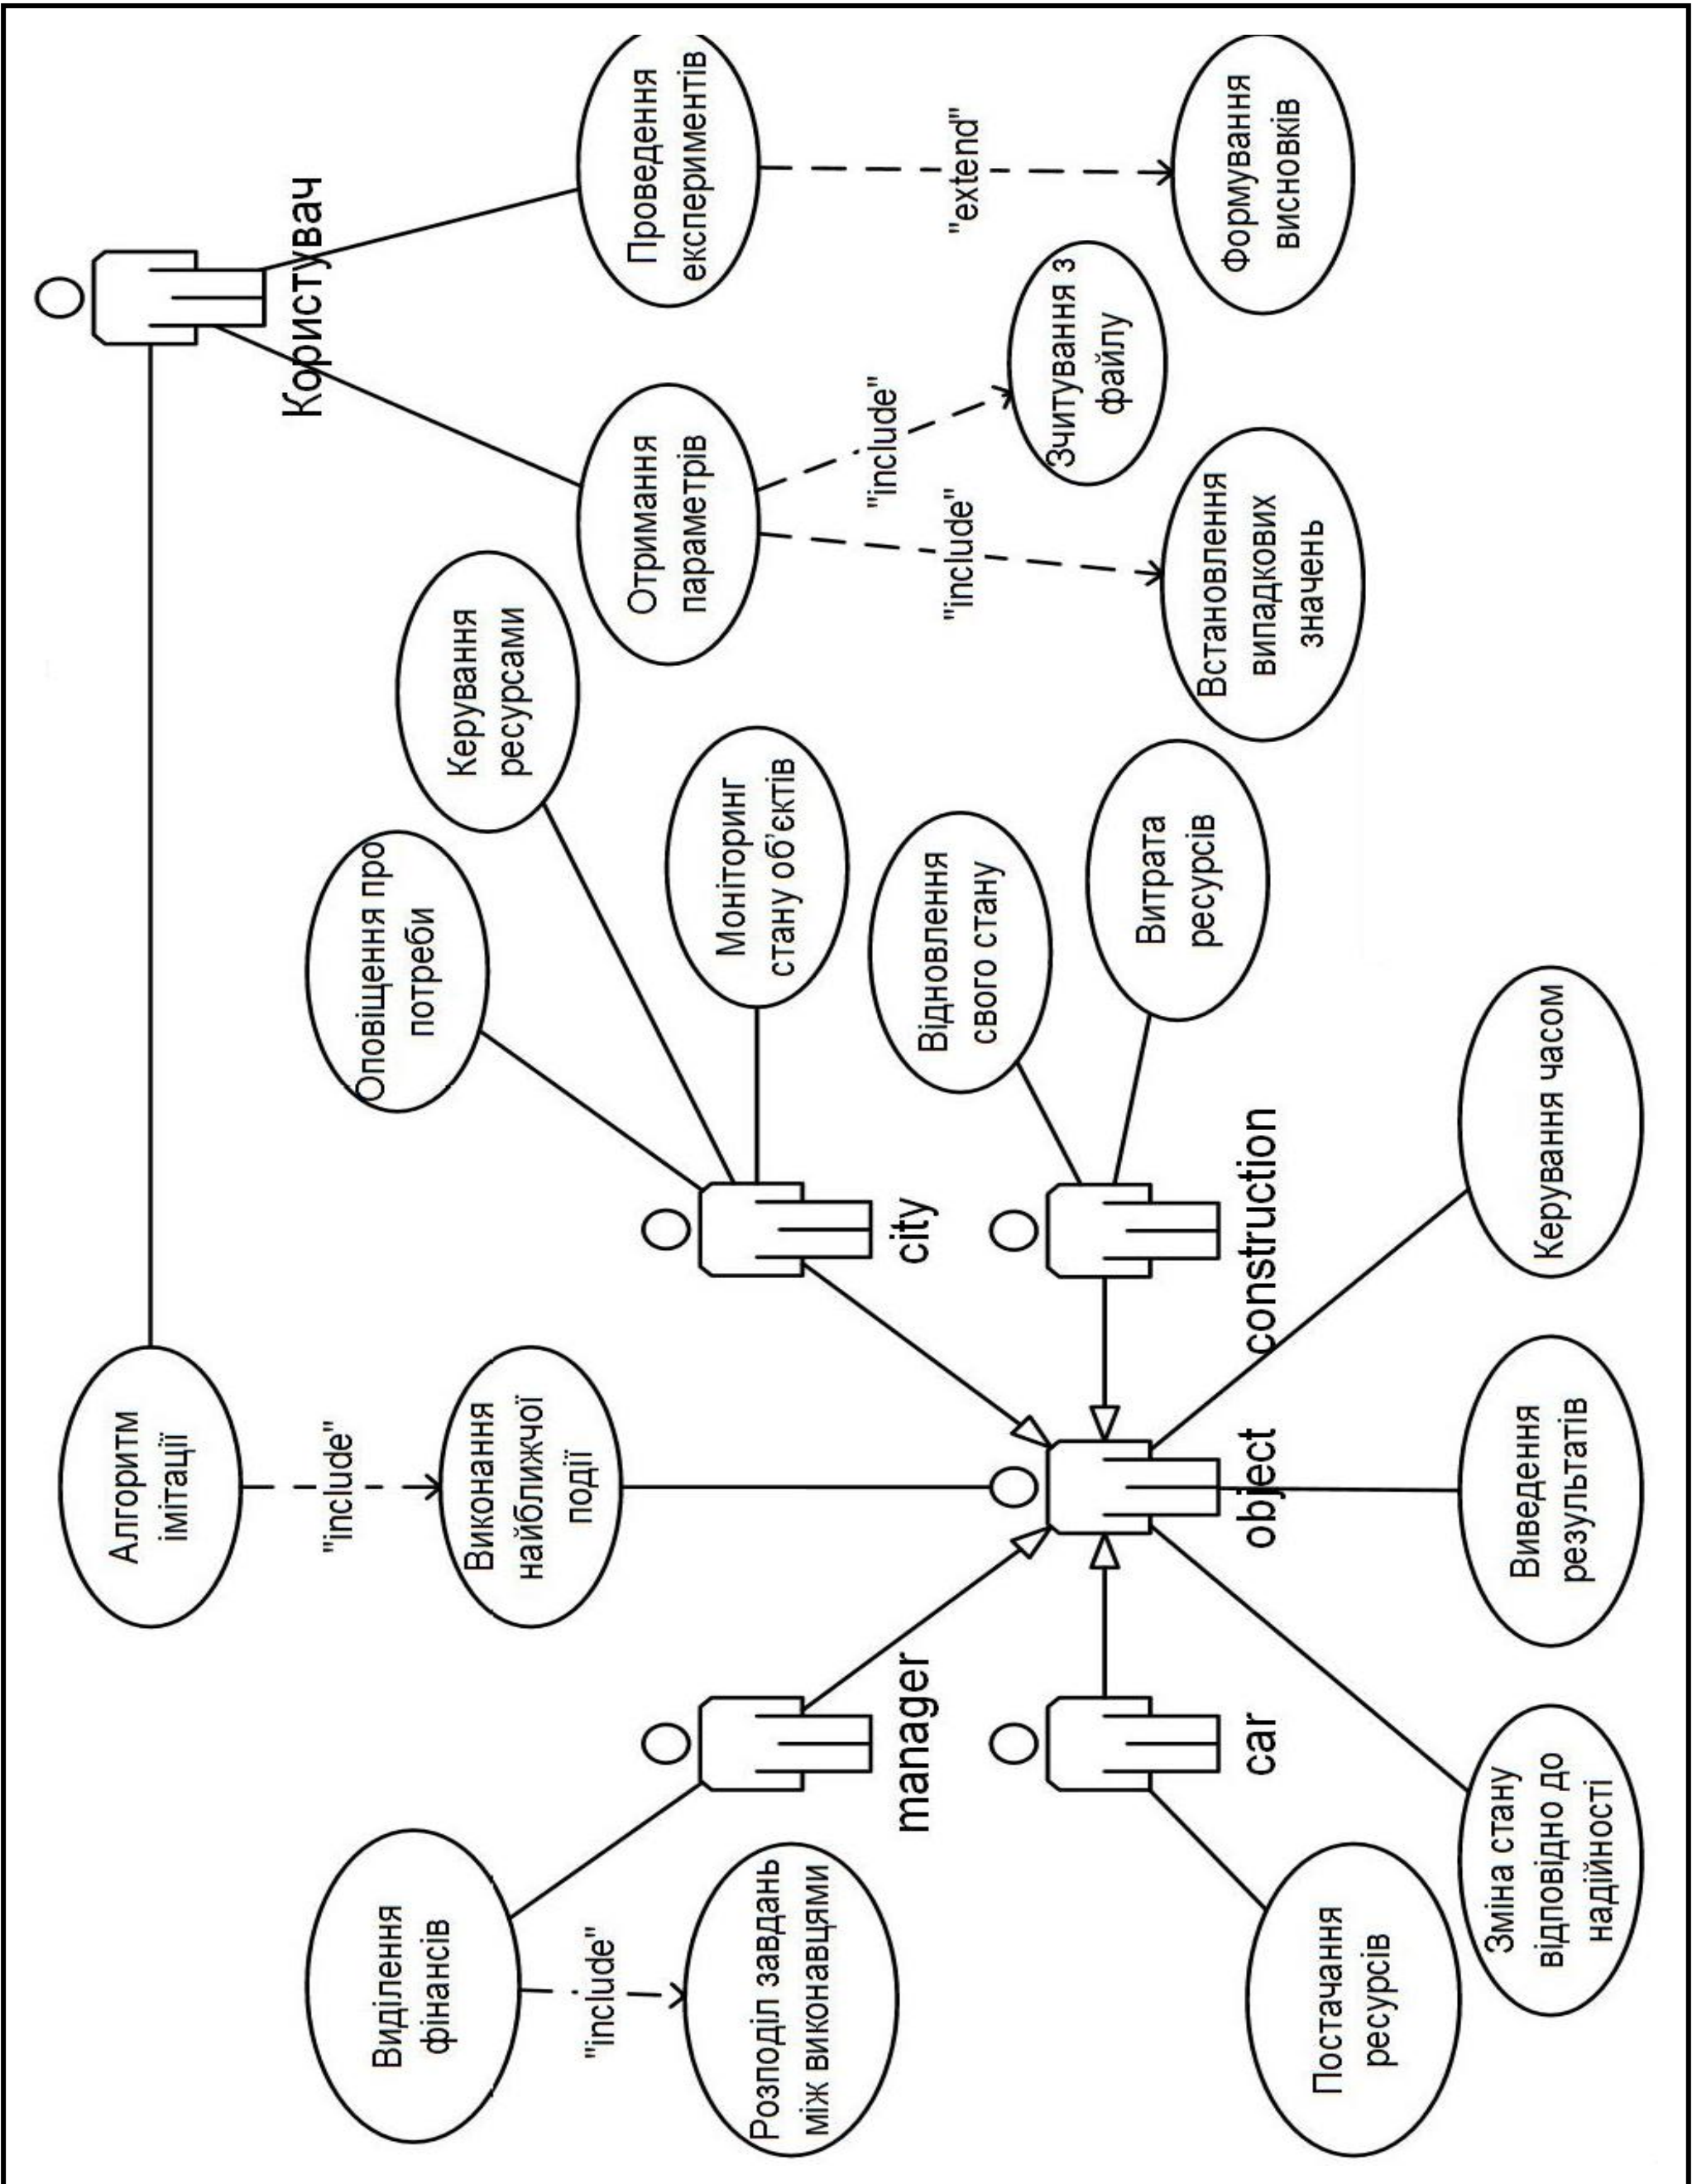 Алгоритм
імітації
Користувач
"include"
Виділення
фінансів
Виконання
найближчої
події
Оповіщення про
потреби
Керування
ресурсами
"include"
Розподіл завдань
між виконавцями
manager
city
Моніторинг
стану об'єктів
Отримання
параметрів
Проведення
експериментів
"include"
"include"
"extend"
Відновлення
свого стану
Зчитування з
файлу
car
object
construction
Витрата
ресурсів
Встановлення
випадкових
значень
Формування
висновків
Постачання
ресурсів
Зміна стану
відповідно до
надійності
Виведення
результатів
Керування часом